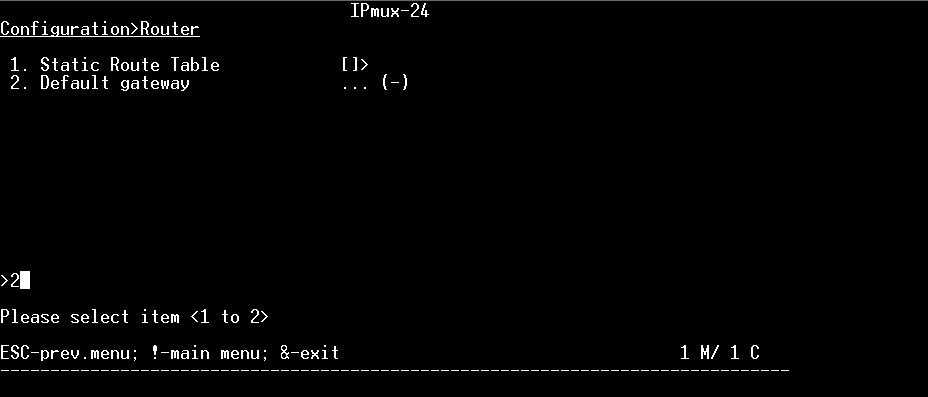 IPmux-24
Configuration>Router
1. Static Route Table []>
2. Default gateway ... (-)
>2
Please select item <1 to 2>
ESC-prev.menu; !-main menu; &-exit 1 M/ 1 C
-------------------------------------------------------------------------------